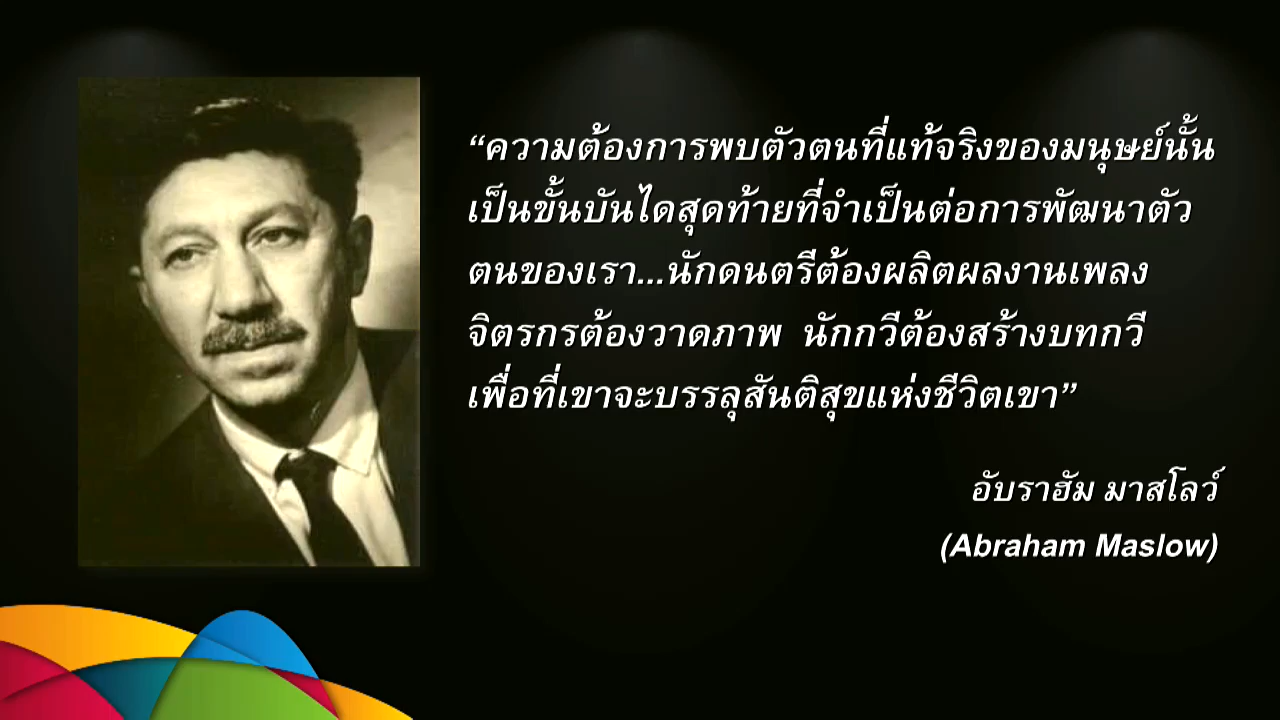 “ความต้องการพบตัวตนที่แท้จริงของมนุษย์นั้น
เป็นขั้นบันไดสุดท้ายที่จำเป็นต่อการพัฒนาตัว
ตนของเรา...นักดนตรีต้องผลิตผลงานเพลง
จิตรกรต้องวาดภาพ นักกวีต้องสร้างบทกวี
เพื่อที่เขาจะบรรลุสันติสุขแห่งชีวิตเขา”
อับราฮัม มาสโลว์
(Abraham Maslow)